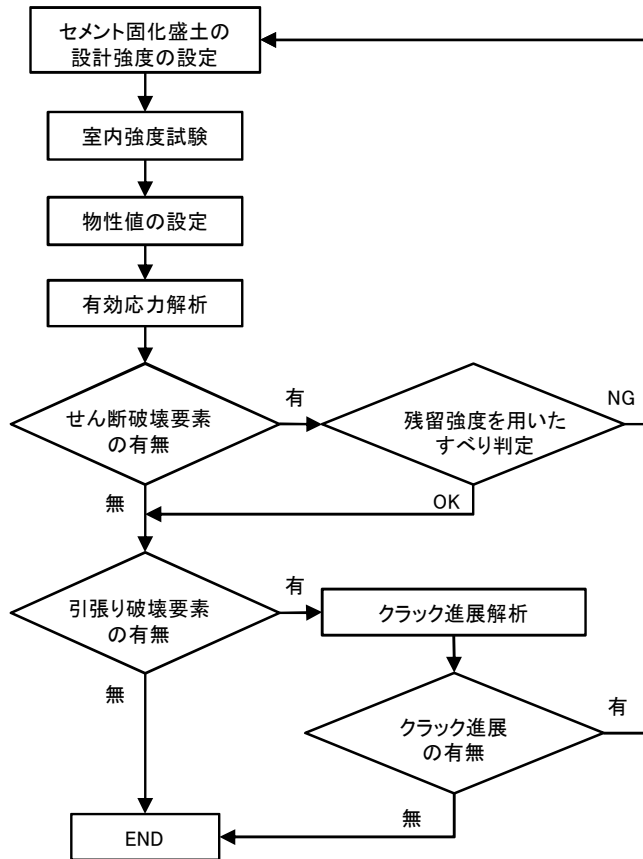 セメント固化盛土の
設計強度の設定
室内強度試験
物性値の設定
有効応力解析
せん断破壊要素
の有無
有
残留強度を用いた
すべり判定
NG
無
OK
引張り破壊要素
の有無
有
クラック進展解析
無
クラック進展
の有無
有
無
END